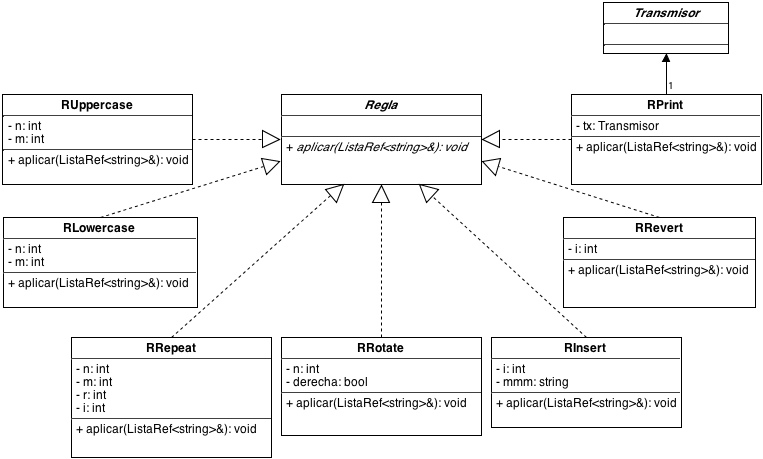 Transmisor
1
RUppercase
- n: int
- m: int
+ aplicar(ListaRef<string>&): void
Regla
+ aplicar(ListaRef<string>&): void
RPrint
- tx: Transmisor
+ aplicar(ListaRef<string>&): void
RLowercase
- n: int
- m: int
+ aplicar(ListaRef<string>&): void
RRevert
- i: int
+ aplicar(ListaRef<string>&): void
RRepeat
- n: int
- m: int
- r: int
- i: int
+ aplicar(ListaRef<string>&): void
RRotate
- n: int
- derecha: bool
+ aplicar(ListaRef<string>&): void
RInsert
- i: int
- mmm: string
+ aplicar(ListaRef<string>&): void